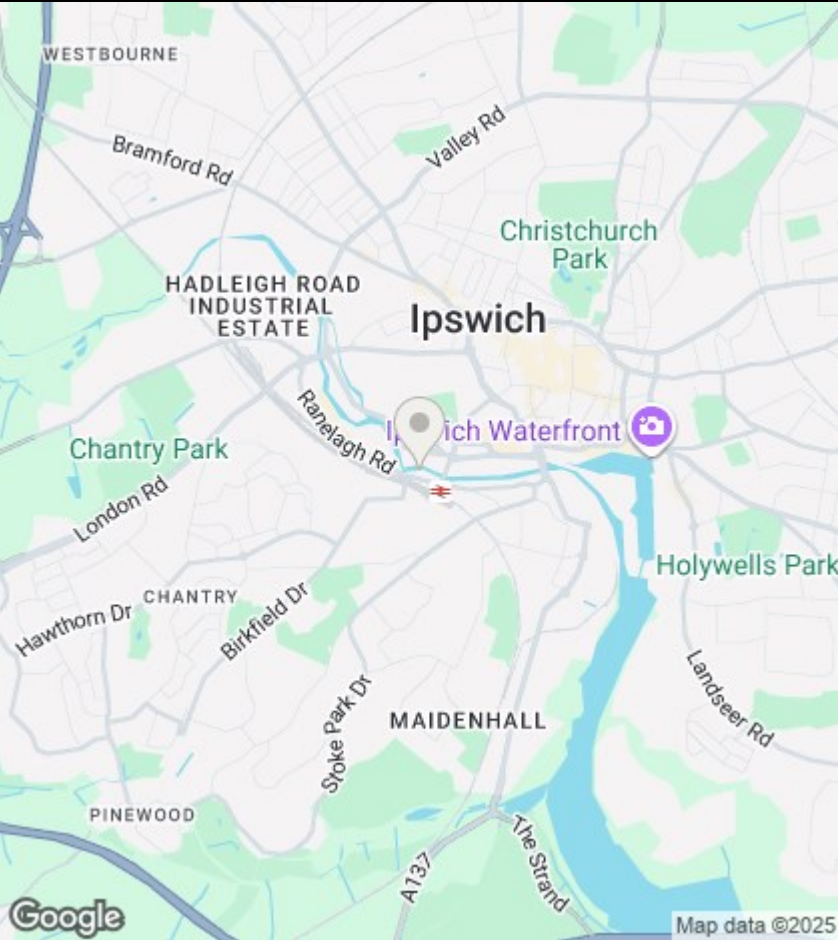 WESTBOURNE
Bramford Rd
Valley Rd
Christchurch
Park
HADLEIGH ROAD
INDUSTRIAL
ESTATE
Ipswich
Ranelagh Rd
Waterfront
Chantry Park
London Rd
Holywells Park
CHANTRY
Hawthorn Dr
Birkfield Dr
Landseer Rd
Stoke Park Dr
MAIDENHALL
PINEWOOD
The Strand
A137
Google
Map data ©2025